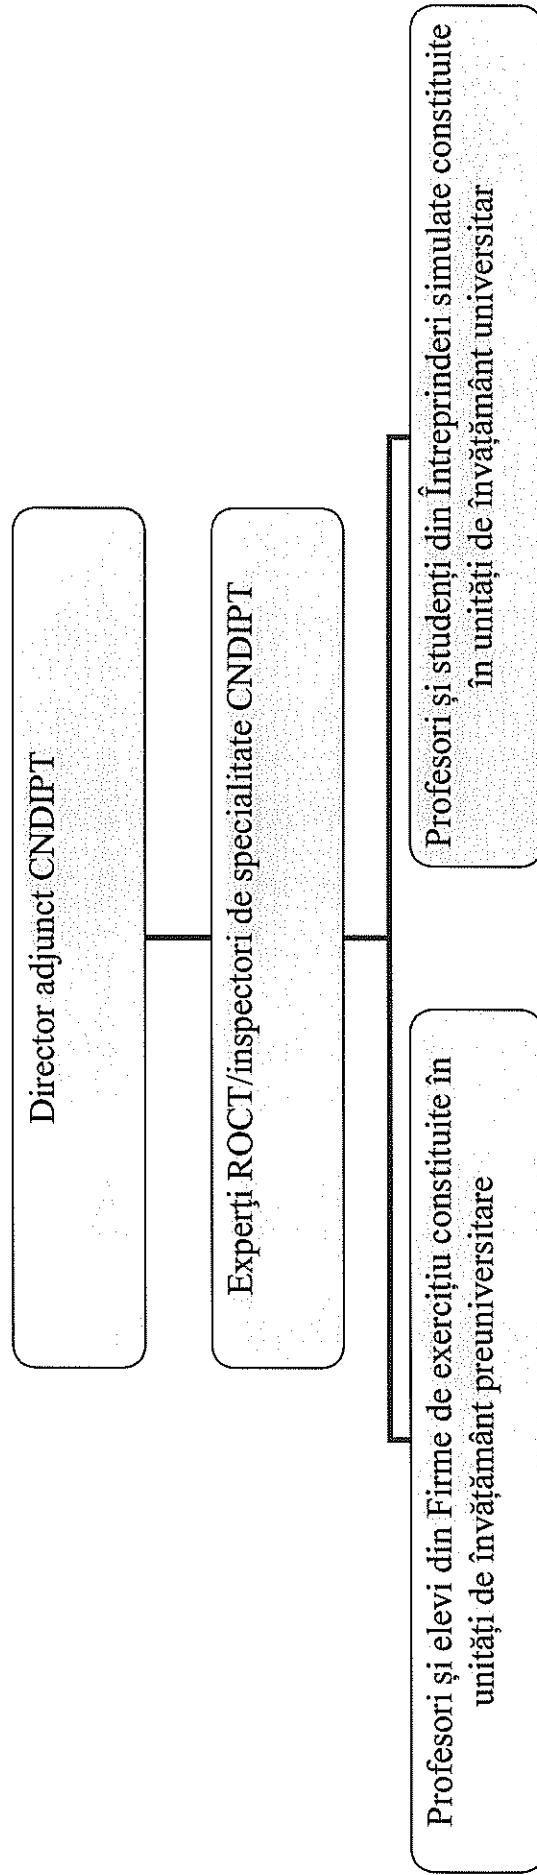 Director adjunct CNDIPT
Experți ROCT/inspectori de specialitate CNDIPT
Profesori și elevi din Firme de exercițiu constituite în
unități de învățământ preuniversitare
Profesori și studenți din Întreprinderi simulate constituite
în unități de învățământ universitar